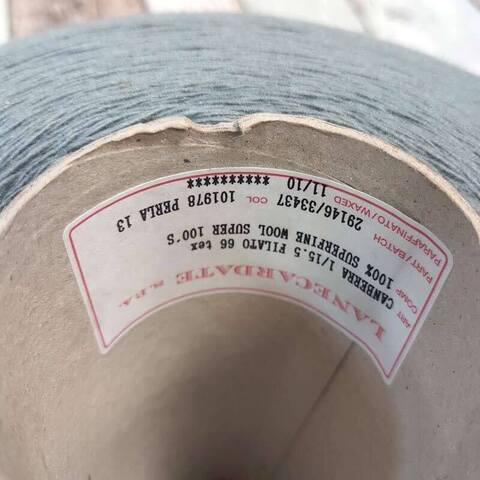 LANECARDATE S.P.A.
ART CANBERRA 1/15.5 FILATO 66 tex
COMP 100% SUPERFINE WOOL SUPER 100'S
PART/BATCH 29146/33437 COL 101978 PERLA 13
PARAFFINATO/WAXED 11/10 **********